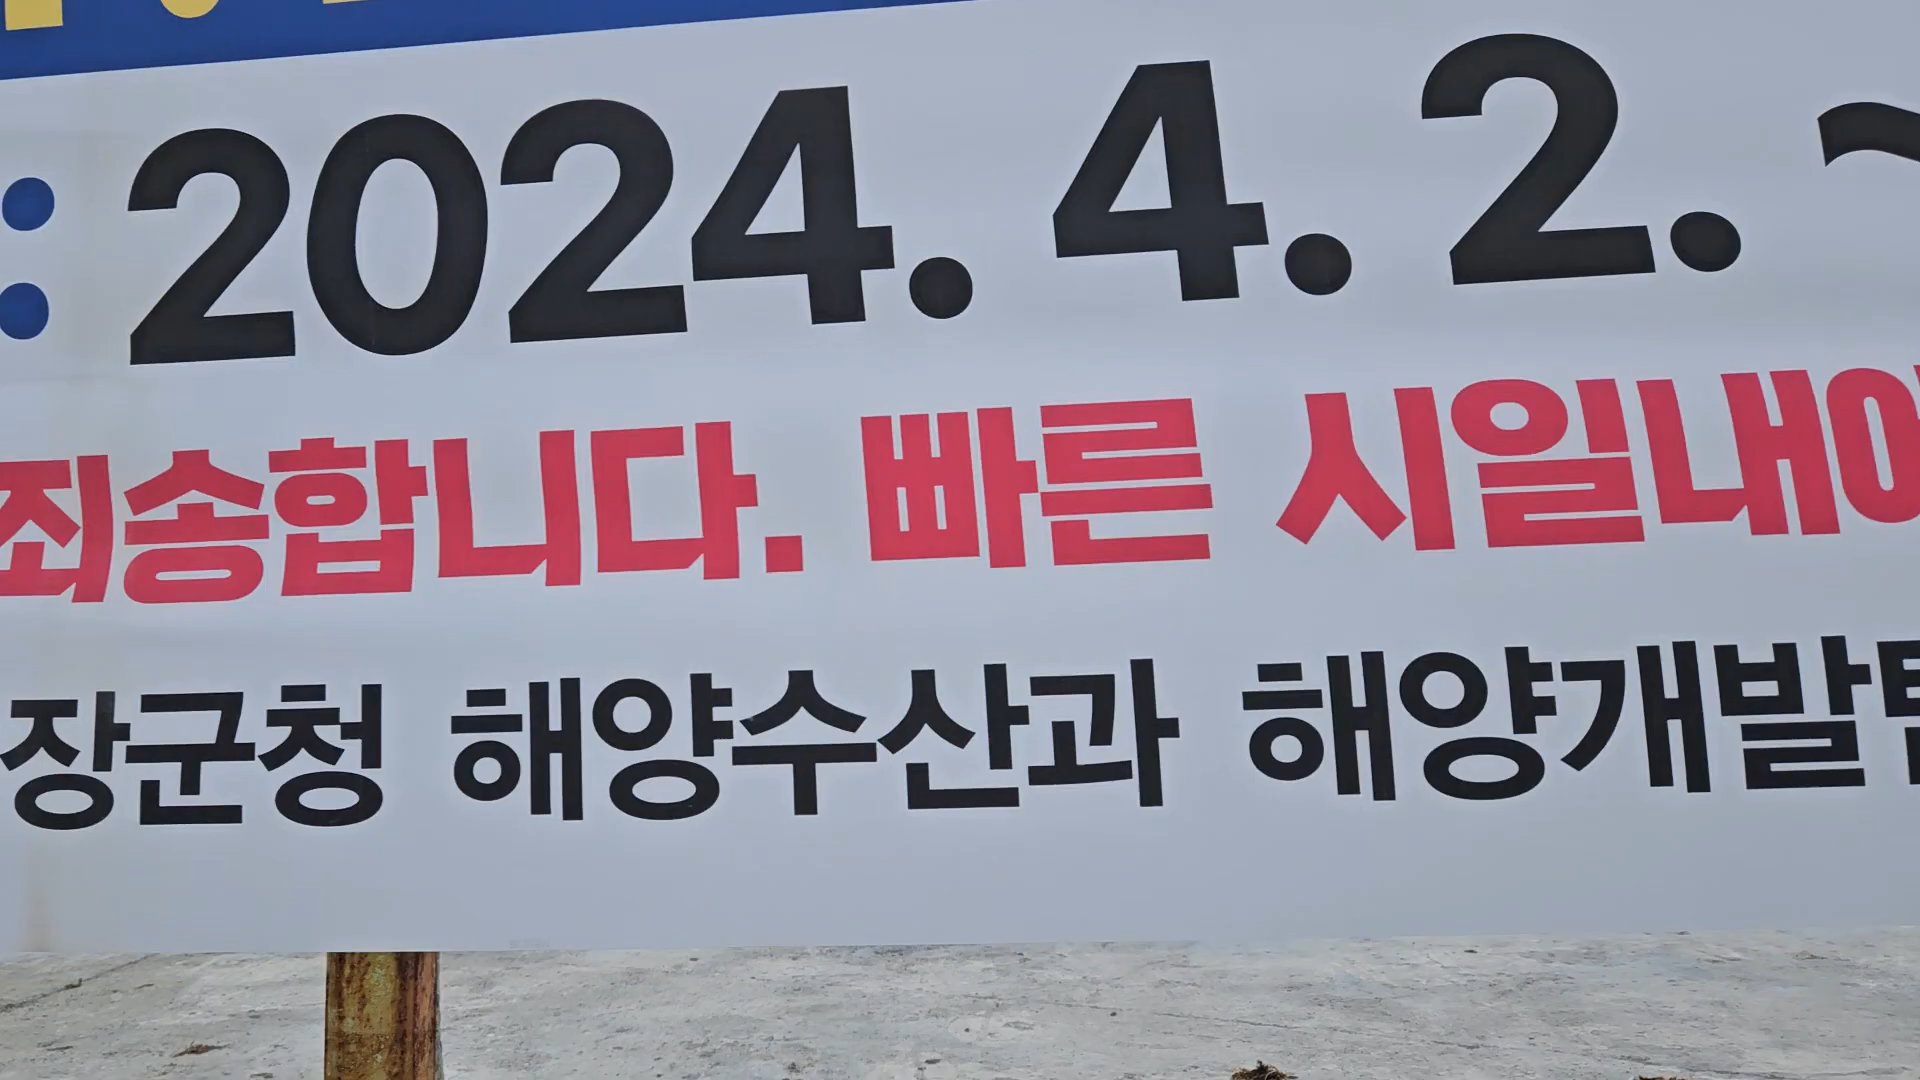 : 2024. 4. 2. ~
죄송합니다. 빠른 시일내에
장군청 해양수산과 해양개발팀